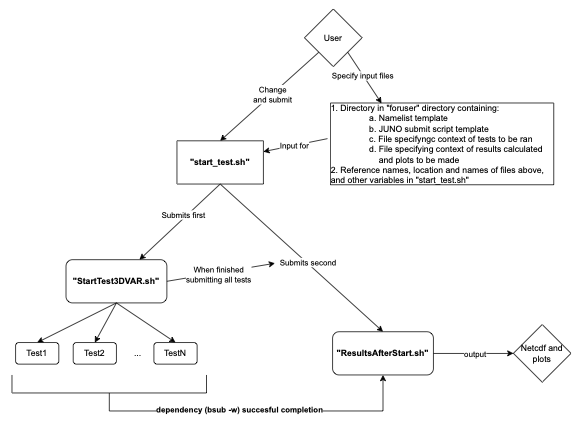 User
Change
and submit
Specify input files
1. Directory in "foruser" directory containing:
a. Namelist template
b. JUNO submit script template
c. File specifyngc context of tests to be ran
d. File specifying context of results calculated
and plots to be made
2. Reference names, location and names of files above,
and other variables in "start_test.sh"
Input for
"start_test.sh"
Submits first
Submits second
"StartTest3DVAR.sh"
When finished
submitting all tests
Test1
Test2
...
TestN
"ResultsAfterStart.sh"
output
Netcdf and
plots
dependency (bsub -w) succesful completion